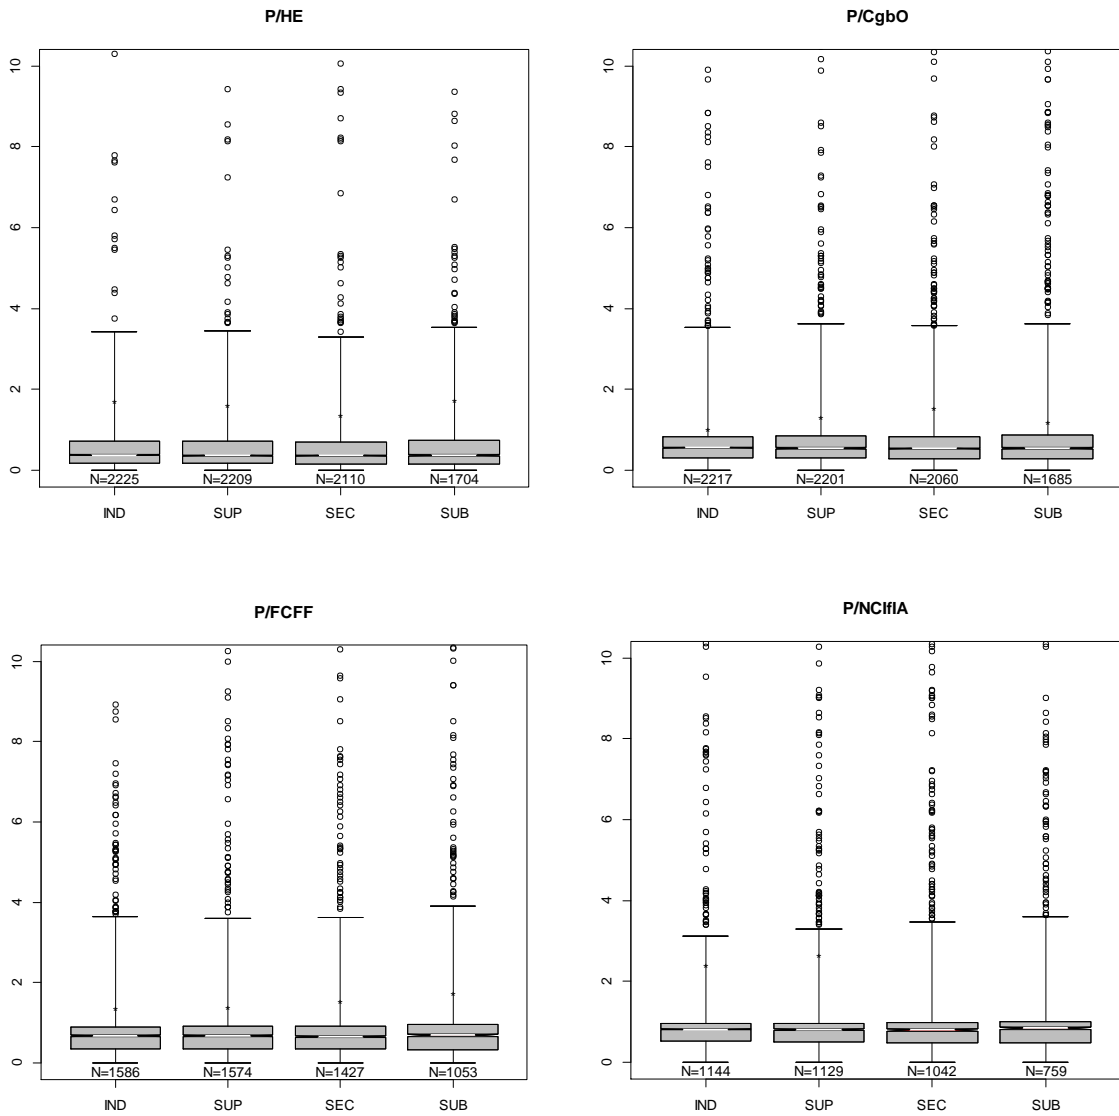 P/HE
P/CgbO
10
8
6
4
2
0
N=2225 N=2209 N=2110 N=1704
IND SUP SEC SUB
10
8
6
4
2
0
N=2217 N=2201 N=2060 N=1685
IND SUP SEC SUB
P/FCFF
P/NCIfIA
10
8
6
4
2
0
N=1586 N=1574 N=1427 N=1053
IND SUP SEC SUB
10
8
6
4
2
0
N=1144 N=1129 N=1042 N=759
IND SUP SEC SUB